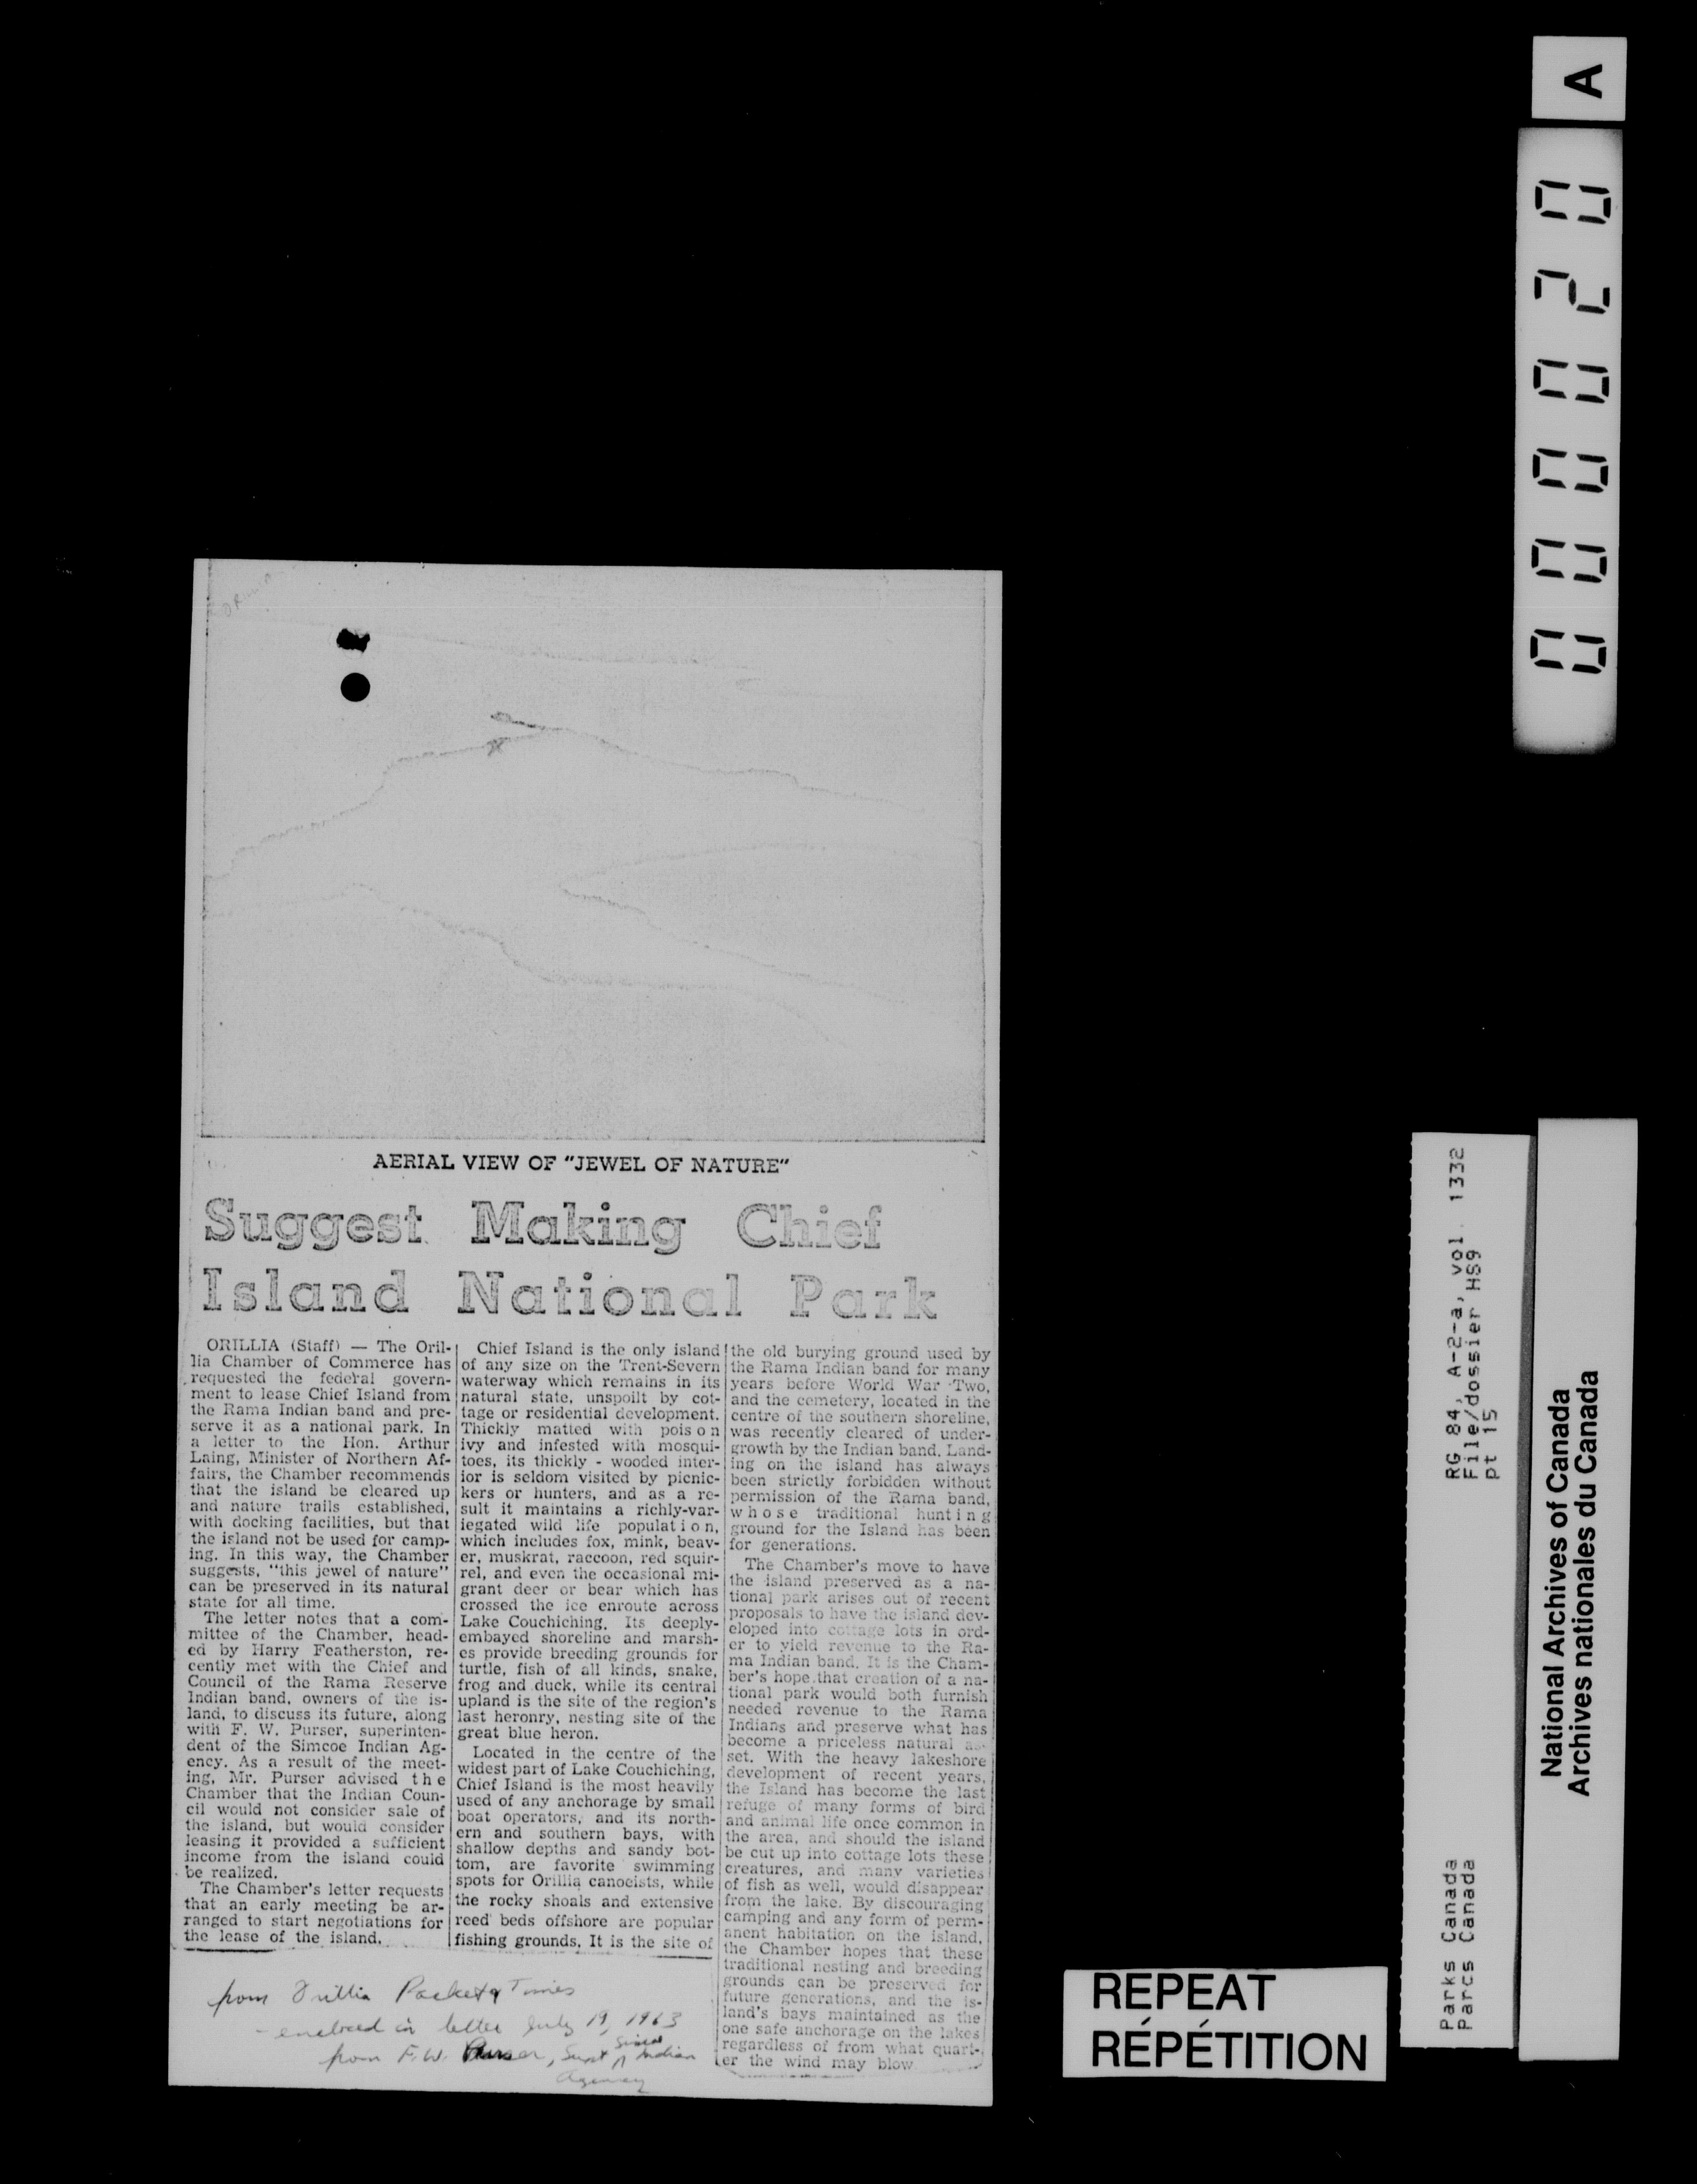 AERIAL VIEW OF "JEWEL OF NATURE"
Suggest Making Chief
Island National Park
ORILLIA (Staff) — The Oril-
lia Chamber of Commerce has
requested the federal govern-
ment to lease Chief Island from
the Rama Indian band and pre-
serve it as a national park. In
a letter to the Hon. Arthur
Laing, Minister of Northern Af-
fairs, the Chamber recommends
that the island be cleared up
and nature trails established,
with docking facilities, but that
the island not be used for camp-
ing. In this way, the Chamber
suggests, "this jewel of nature"
can be preserved in its natural
state for all time.
The letter notes that a com-
mittee of the Chamber, head-
ed by Harry Featherston, re-
cently met with the Chief and
Council of the Rama Reserve
Indian band, owners of the is-
land, to discuss its future, along
with F. W. Purser, superinten-
dent of the Simcoe Indian Ag-
ency. As a result of the meet-
ing, Mr. Purser advised the
Chamber that the Indian Coun-
cil would not consider sale of
the island, but would consider
leasing it provided a sufficient
income from the island could
be realized.
The Chamber's letter requests
that an early meeting be ar-
ranged to start negotiations for
the lease of the island.
Chief Island is the only island
of any size on the Trent-Severn
waterway which remains in its
natural state, unspoilt by cot-
tage or residential development.
Thickly matted with poison
ivy and infested with mosqui-
toes, its thickly - wooded inter-
ior is seldom visited by picnic-
kers or hunters, and as a re-
sult it maintains a richly-var-
iegated wild life population,
which includes fox, mink, beav-
er, muskrat, raccoon, red squir-
rel, and even the occasional mi-
grant deer or bear which has
crossed the ice enroute across
Lake Couchiching. Its deeply-
embayed shoreline and marsh-
es provide breeding grounds for
turtle, fish of all kinds, snake,
frog and duck, while its central
upland is the site of the region's
last heronry, nesting site of the
great blue heron.
Located in the centre of the
widest part of Lake Couchiching,
Chief Island is the most heavily
used of any anchorage by small
boat operators, and its north-
ern and southern bays, with
shallow depths and sandy bot-
tom, are favorite swimming
spots for Orillia canoeists, while
the rocky shoals and extensive
reed beds offshore are popular
fishing grounds. It is the site of
the old burying ground used by
the Rama Indian band for many
years before World War Two,
and the cemetery, located in the
centre of the southern shoreline,
was recently cleared of under-
growth by the Indian band. Land-
ing on the island has always
been strictly forbidden without
permission of the Rama band,
whose traditional hunting
ground for the Island has been
for generations.
The Chamber's move to have
the island preserved as a na-
tional park arises out of recent
proposals to have the island dev-
eloped into cottage lots in ord-
er to yield revenue to the Ra-
ma Indian band. It is the Cham-
ber's hope that creation of a na-
tional park would both furnish
needed revenue to the Rama
Indians and preserve what has
become a priceless natural as-
set. With the heavy lakeshore
development of recent years,
the Island has become the last
refuge of many forms of bird
and animal life once common in
the area, and should the island
be cut up into cottage lots these
creatures, and many varieties
of fish as well, would disappear
from the lake. By discouraging
camping and any form of perm-
anent habitation on the island,
the Chamber hopes that these
traditional nesting and breeding
grounds can be preserved for
future generations, and the is-
land's bays maintained as the
one safe anchorage on the lakes
regardless of from what quart-
er the wind may blow
from Orillia Packet & Times
- enclosed in letter July 19, 1963
from F.W. Purser, Supt Simcoe Indian
Agency
REPEAT
RÉPÉTITION
A
000020
RG 84, A-2-a, vol 1332
File/dossier HS9
pt 15
Parks Canada
Parcs Canada
National Archives of Canada
Archives nationales du Canada